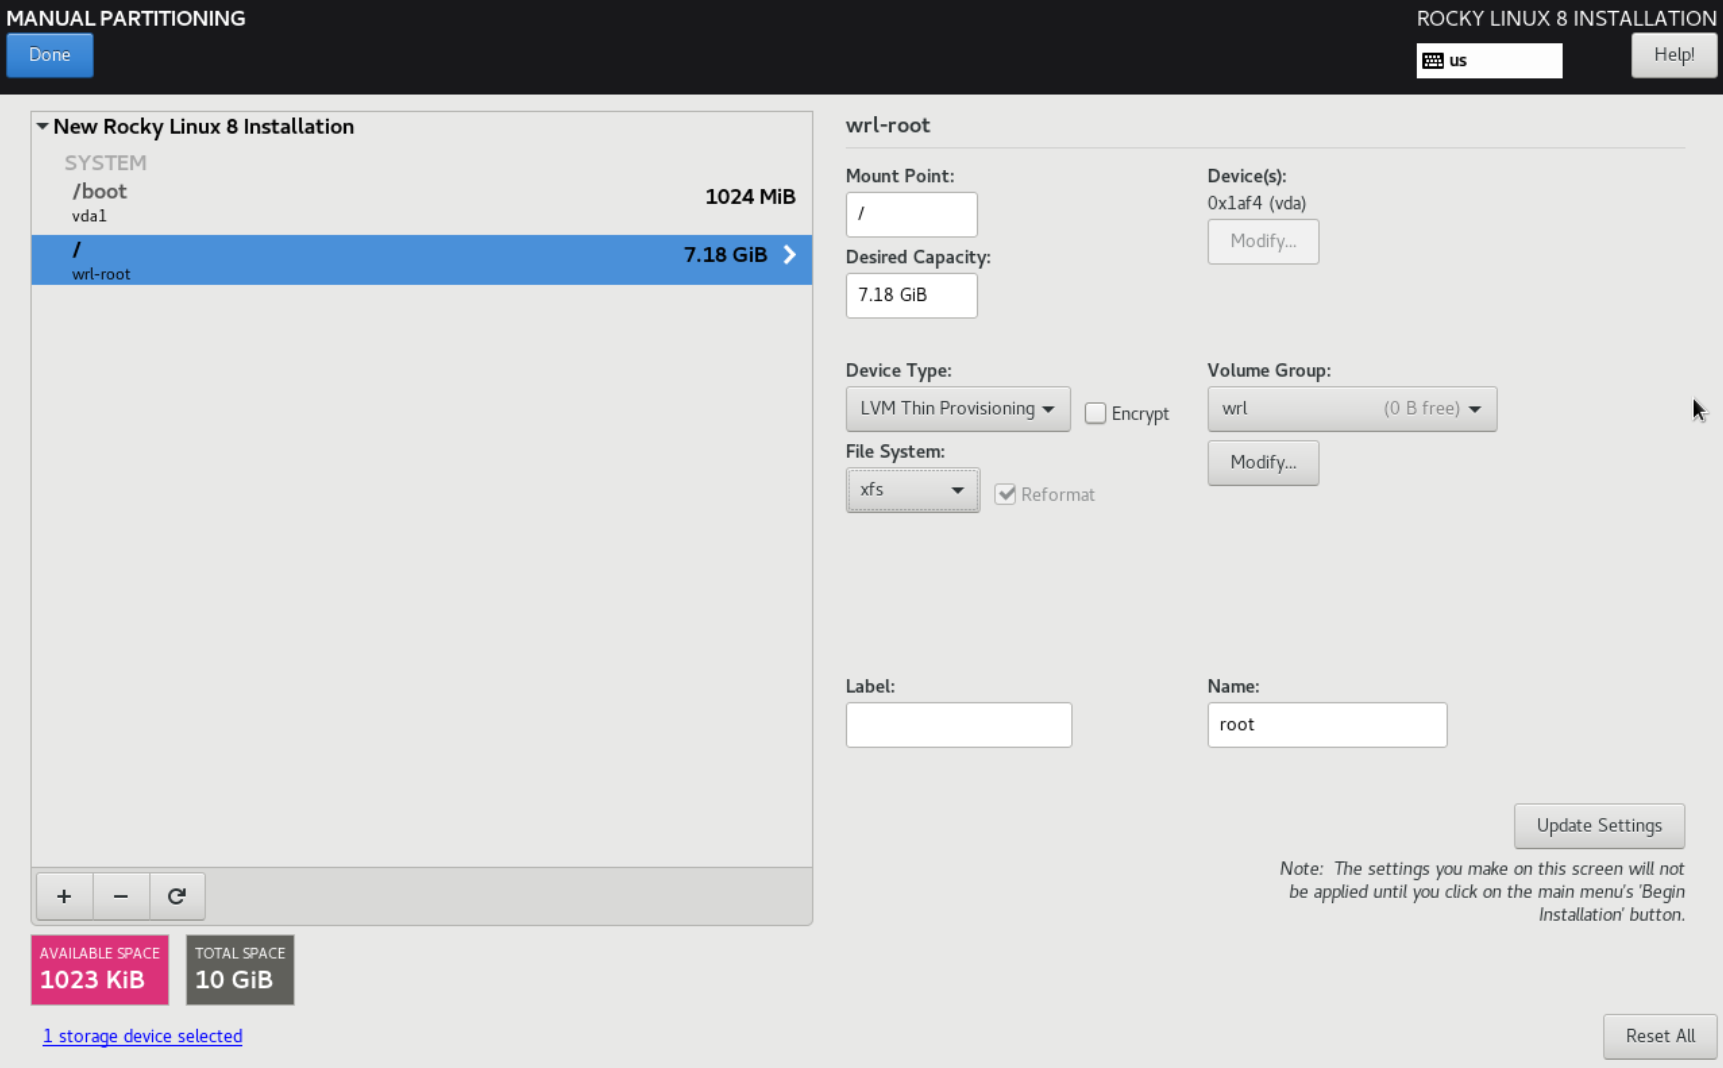 MANUAL PARTITIONING
ROCKY LINUX 8 INSTALLATION
Done
us
Help!
New Rocky Linux 8 Installation
SYSTEM
/boot
1024 MiB
vda1
/
7.18 GiB
wrl-root
wrl-root
Mount Point:
/
Device(s):
0x1af4 (vda)
Modify...
Desired Capacity:
7.18 GiB
Device Type:
LVM Thin Provisioning
Encrypt
Volume Group:
wrl (0 B free)
Modify...
File System:
xfs
Reformat
Label:
Name:
root
Update Settings
Note: The settings you make on this screen will not
be applied until you click on the main menu's 'Begin
Installation' button.
+ −
AVAILABLE SPACE
1023 KiB
TOTAL SPACE
10 GiB
1 storage device selected
Reset All